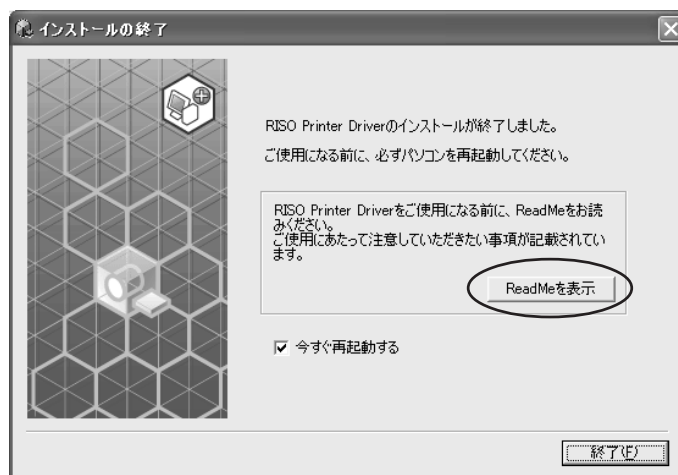 インストールの終了
RISO Printer Driverのインストールが終了しました。
ご使用になる前に、必ずパソコンを再起動してください。
RISO Printer Driverをご使用になる前に、ReadMeをお読
みください。
ご使用にあたって注意していただきたい事項が記載されてい
ます。
ReadMeを表示
今すぐ再起動する
終了(F)